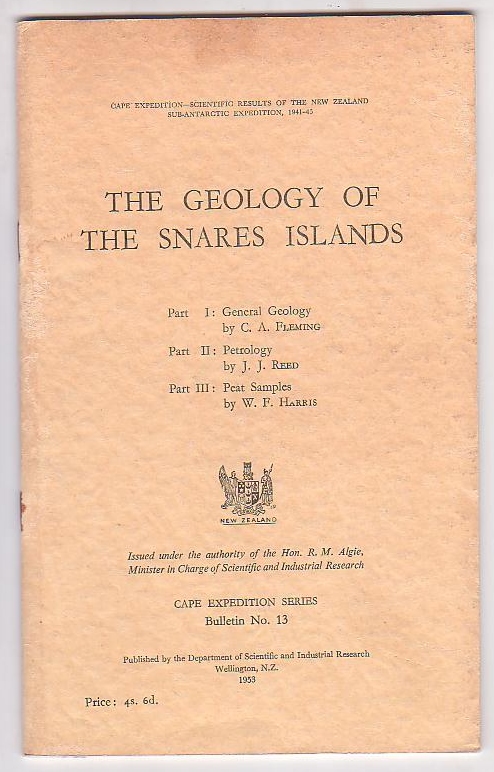 CAPE EXPEDITION—SCIENTIFIC RESULTS OF THE NEW ZEALAND
SUB-ANTARCTIC EXPEDITION, 1941-45
THE GEOLOGY OF
THE SNARES ISLANDS
Part I: General Geology
by C. A. FLEMING
Part II: Petrology
by J. J. REED
Part III: Peat Samples
by W. F. HARRIS
NEW ZEALAND
Issued under the authority of the Hon. R. M. Algie,
Minister in Charge of Scientific and Industrial Research
CAPE EXPEDITION SERIES
Bulletin No. 13
Published by the Department of Scientific and Industrial Research
Wellington, N.Z.
1953
Price: 4s. 6d.